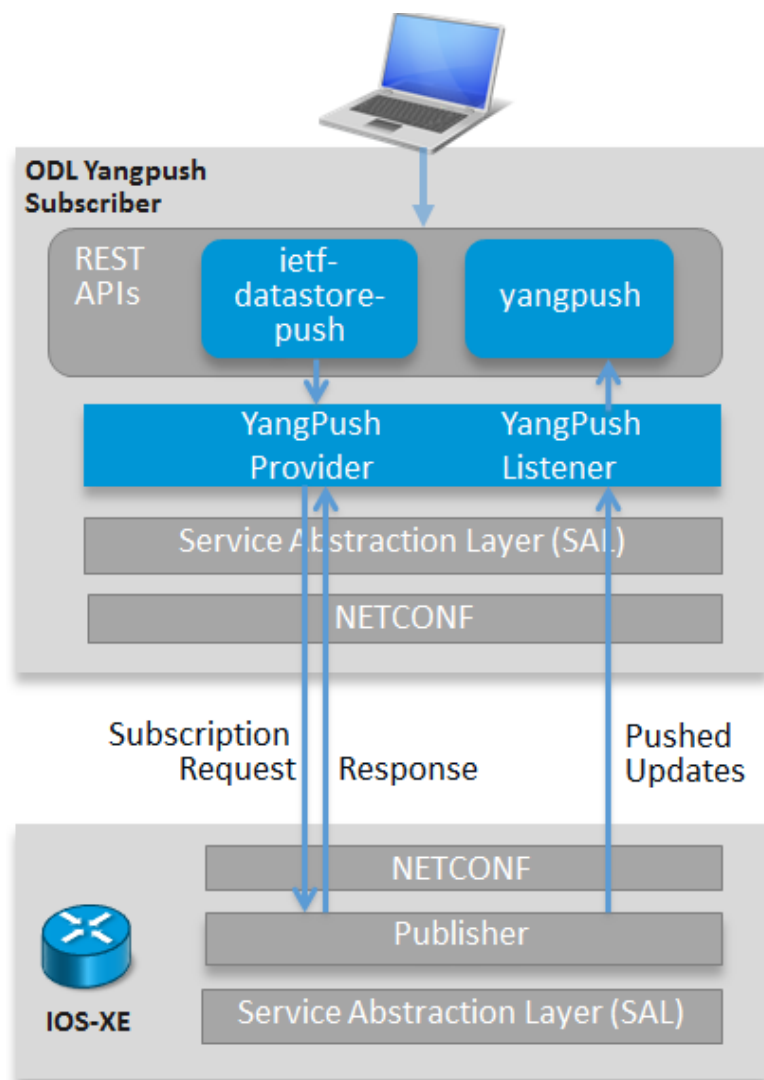 ODL Yangpush
Subscriber
REST
APIs
ietf-
datastore-
push
yangpush
YangPush
Provider
YangPush
Listener
Service Abstraction Layer (SAL)
NETCONF
Subscription
Request
Response
Pushed
Updates
NETCONF
Publisher
Service Abstraction Layer (SAL)
IOS-XE